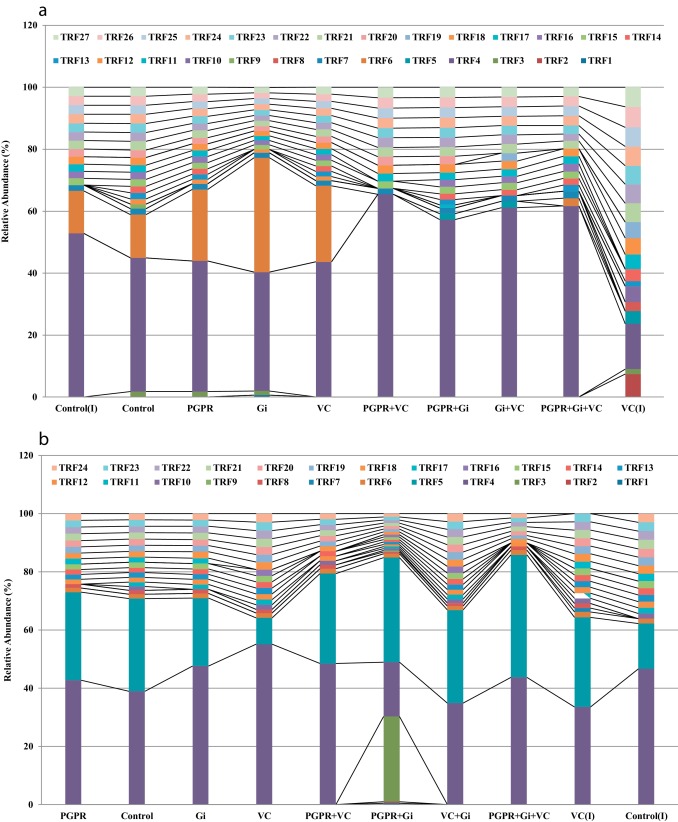 a
120
TRF27 TRF26 TRF25 TRF24 TRF23 TRF22 TRF21 TRF20 TRF19 TRF18 TRF17 TRF16 TRF15 TRF14
TRF13 TRF12 TRF11 TRF10 TRF9 TRF8 TRF7 TRF6 TRF5 TRF4 TRF3 TRF2 TRF1
100
80
60
40
20
0
Relative Abundance (%)
Control(I) Control PGPR Gi VC PGPR+VC PGPR+Gi Gi+VC PGPR+Gi+VC VC(I)
b
120
TRF24 TRF23 TRF22 TRF21 TRF20 TRF19 TRF18 TRF17 TRF16 TRF15 TRF14 TRF13
TRF12 TRF11 TRF10 TRF9 TRF8 TRF7 TRF6 TRF5 TRF4 TRF3 TRF2 TRF1
100
80
60
40
20
0
Relative Abundance (%)
PGPR Control Gi VC PGPR+VC PGPR+Gi VC+Gi PGPR+Gi+VC VC(I) Control(I)